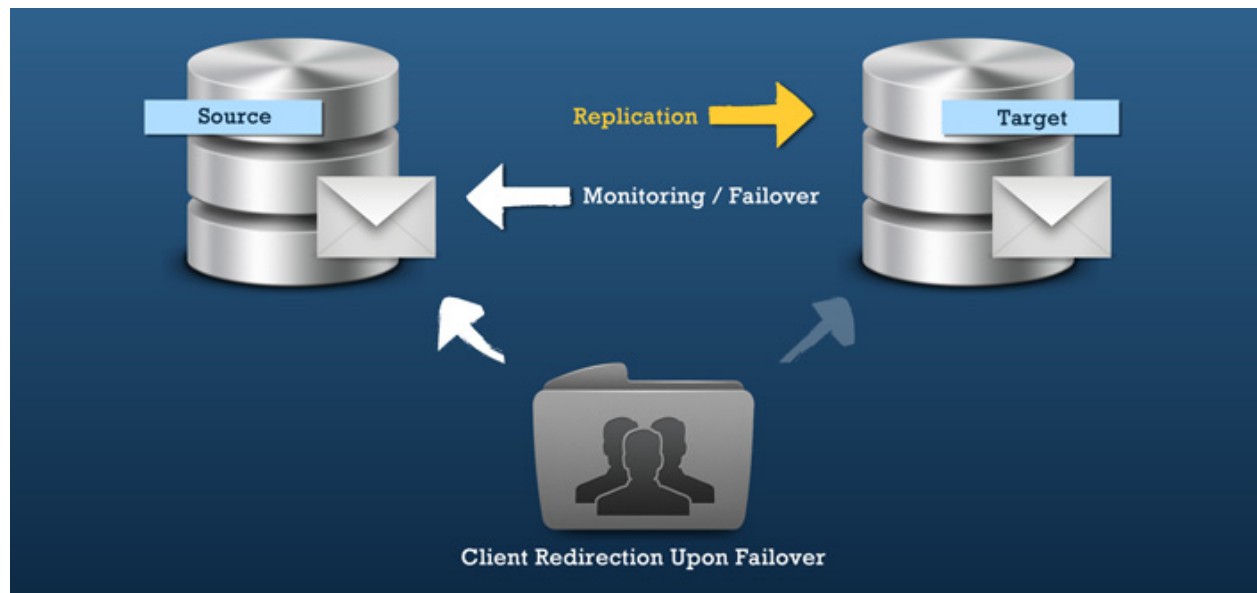 Source
Replication
Target
Monitoring / Failover
Client Redirection Upon Failover